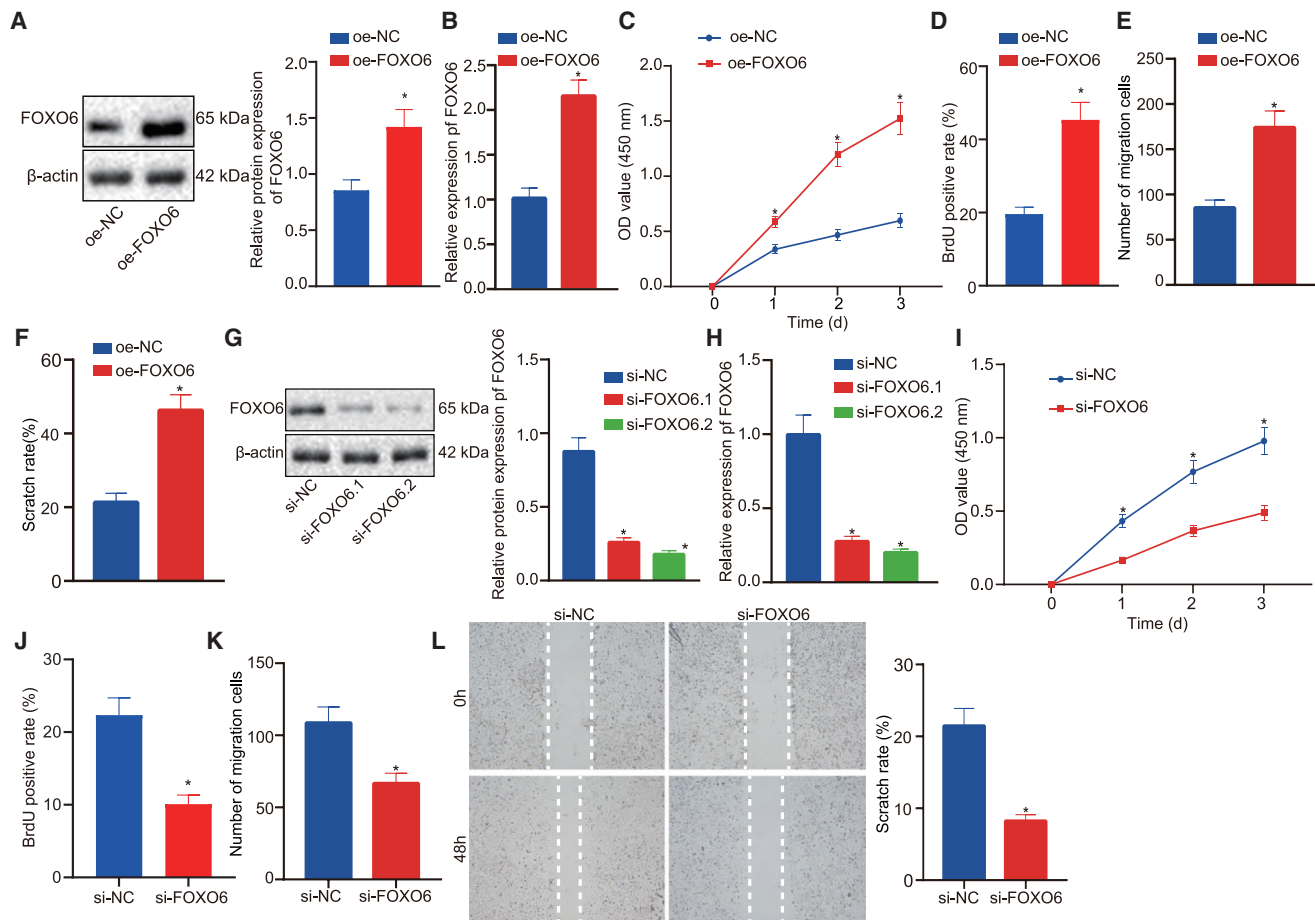 A
FOXO6
65 kDa
β-actin
42 kDa
oe-NC
oe-FOXO6
oe-NC
oe-FOXO6
Relative protein expression
of FOXO6
2.0
1.5
1.0
0.5
0.0
*
B
oe-NC
oe-FOXO6
Relative expression pf FOXO6
2.5
2.0
1.5
1.0
0.5
0.0
*
C
oe-NC
oe-FOXO6
OD value (450 nm)
2.0
1.5
1.0
0.5
0.0
* * *
0 1 2 3
Time (d)
D
oe-NC
oe-FOXO6
BrdU positive rate (%)
60
40
20
0
*
E
oe-NC
oe-FOXO6
Number of migration cells
250
200
150
100
50
0
*
F
oe-NC
oe-FOXO6
Scratch rate(%)
60
40
20
0
*
G
FOXO6
65 kDa
β-actin
42 kDa
si-NC
si-FOXO6.1
si-FOXO6.2
Relative protein expression of FOXO6
1.5
1.0
0.5
0.0
si-NC
si-FOXO6.1
si-FOXO6.2
* *
H
Relative expression of FOXO6
1.5
1.0
0.5
0.0
si-NC
si-FOXO6.1
si-FOXO6.2
* *
I
si-NC
si-FOXO6
OD value (450 nm)
1.5
1.0
0.5
0.0
* * *
0 1 2 3
Time (d)
J
BrdU positive rate (%)
30
20
10
0
*
si-NC
si-FOXO6
K
Number of migration cells
150
100
50
0
*
si-NC
si-FOXO6
L
si-NC
si-FOXO6
0h
48h
Scratch rate (%)
30
20
10
0
*
si-NC
si-FOXO6